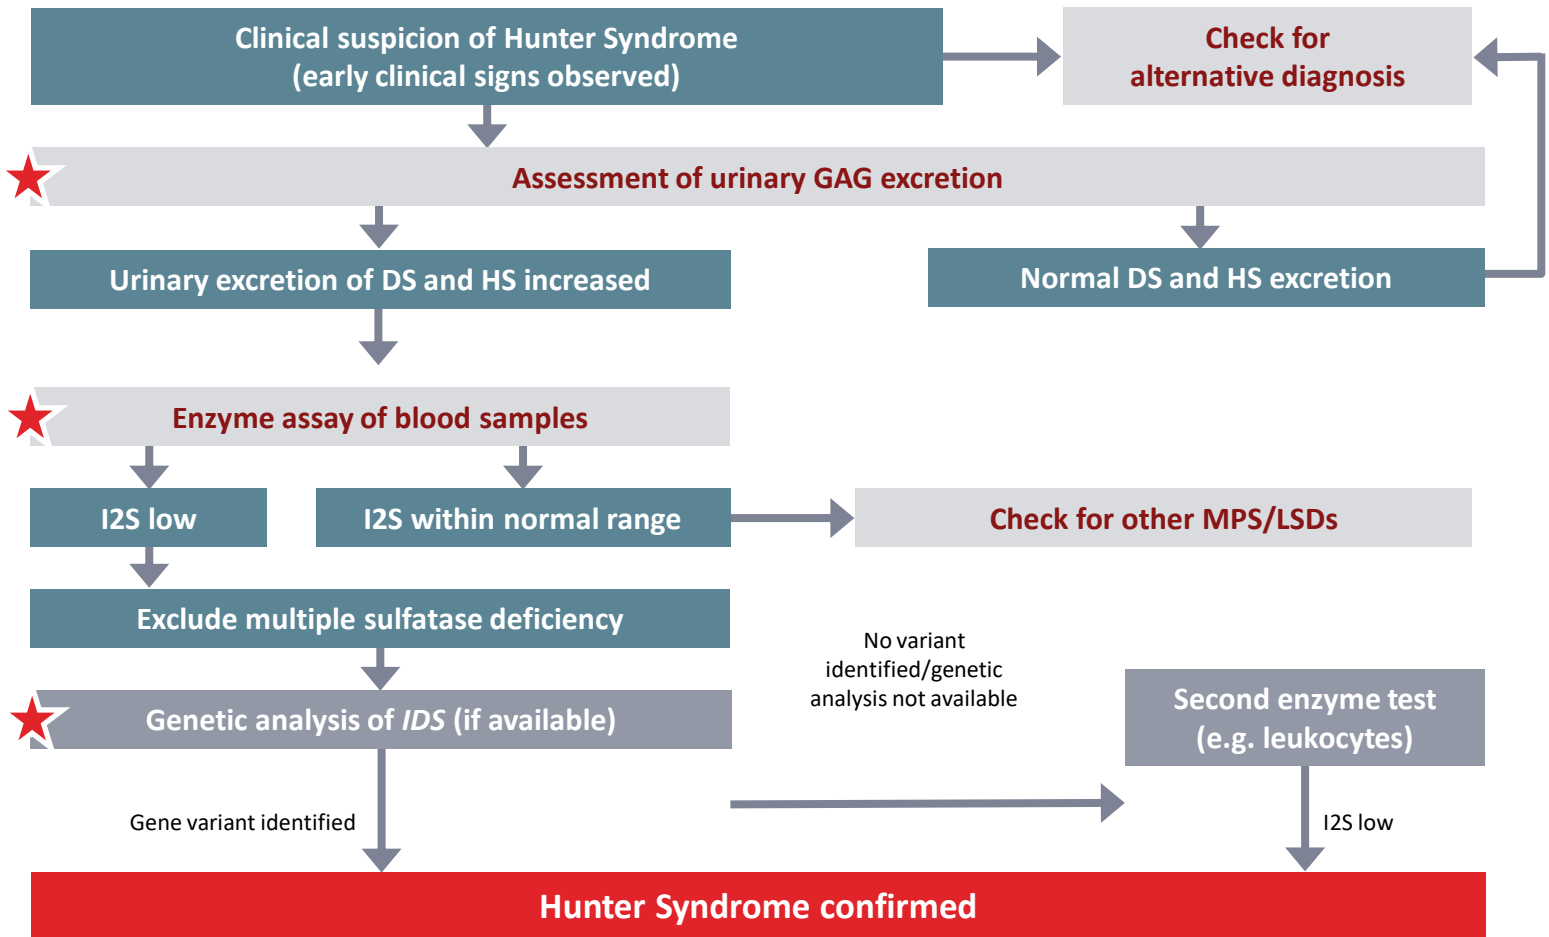 Clinical suspicion of Hunter Syndrome
(early clinical signs observed)
Check for
alternative diagnosis
Assessment of urinary GAG excretion
Urinary excretion of DS and HS increased
Normal DS and HS excretion
Enzyme assay of blood samples
I2S low
I2S within normal range
Check for other MPS/LSDs
Exclude multiple sulfatase deficiency
No variant
identified/genetic
analysis not available
Genetic analysis of IDS (if available)
Second enzyme test
(e.g. leukocytes)
Gene variant identified
I2S low
Hunter Syndrome confirmed